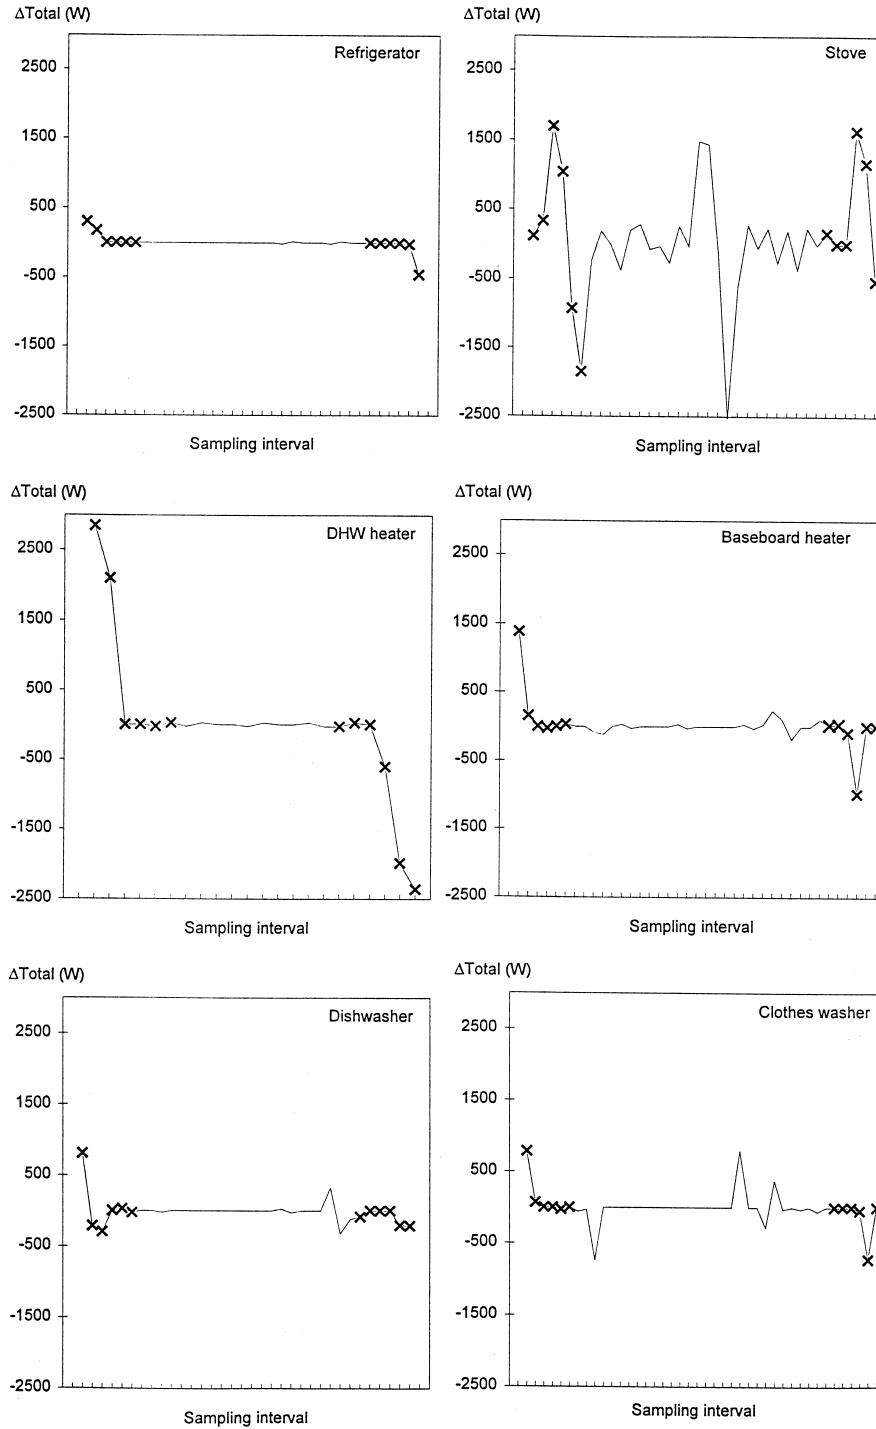 ΔTotal (W)
Refrigerator
2500
1500
500
-500
-1500
-2500
Sampling interval
ΔTotal (W)
Stove
2500
1500
500
-500
-1500
-2500
Sampling interval
ΔTotal (W)
DHW heater
2500
1500
500
-500
-1500
-2500
Sampling interval
ΔTotal (W)
Baseboard heater
2500
1500
500
-500
-1500
-2500
Sampling interval
ΔTotal (W)
Dishwasher
2500
1500
500
-500
-1500
-2500
Sampling interval
ΔTotal (W)
Clothes washer
2500
1500
500
-500
-1500
-2500
Sampling interval